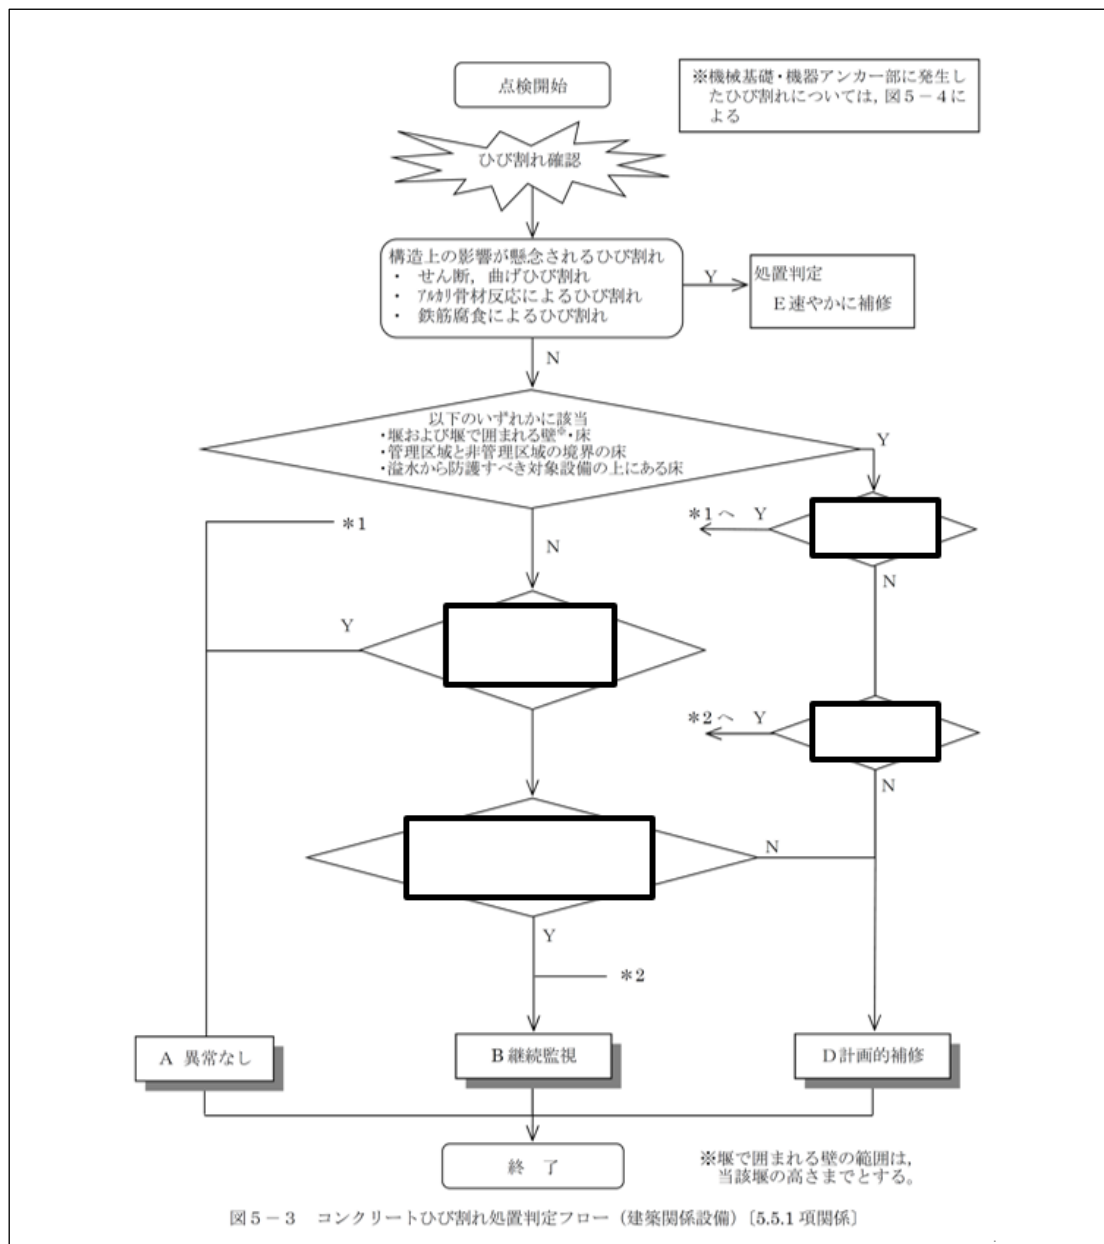 点検開始
※機械基礎・機器アンカー部に発生し
たひび割れについては，図５－４に
よる
ひび割れ確認
構造上の影響が懸念されるひび割れ
・ せん断，曲げひび割れ
・ ｱﾙｶﾘ骨材反応によるひび割れ
・ 鉄筋腐食によるひび割れ
Y
処置判定
E速やかに補修
N
以下のいずれかに該当
・堰および堰で囲まれる壁※・床
・管理区域と非管理区域の境界の床
・溢水から防護すべき対象設備の上にある床
Y
＊1
N
＊1へ Y
N
Y
＊2へ Y
N
N
Y
＊2
A 異常なし
B継続監視
D計画的補修
終 了
※堰で囲まれる壁の範囲は，
当該堰の高さまでとする。
図５－３ コンクリートひび割れ処置判定フロー（建築関係設備）〔5.5.1 項関係〕